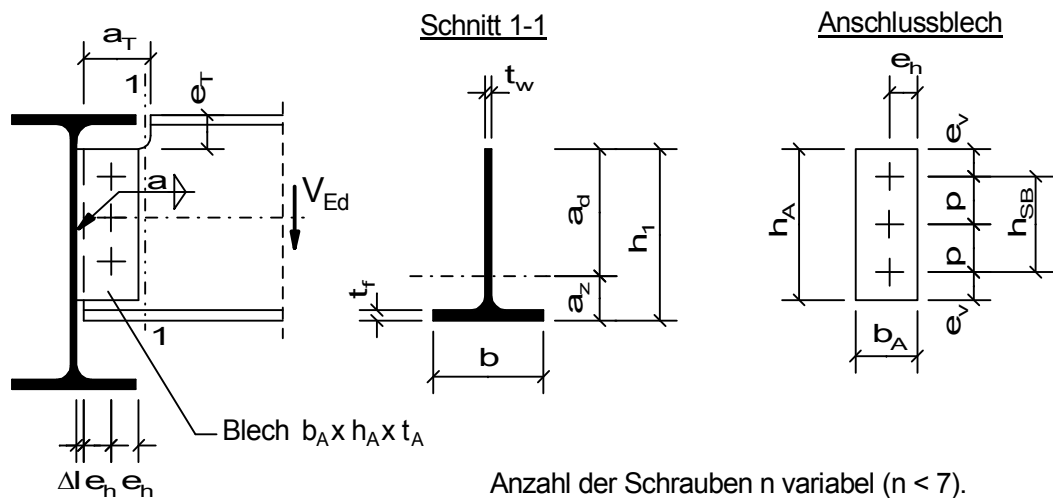 Schnitt 1-1
Anschlussblech
a_T
1
e_T
a
V_Ed
1
Blech b_A x h_A x t_A
Δl e_h e_h
t_w
a_d
h_1
a_z
t_f
b
e_h
e_v
h_A
p
h_SB
p
e_v
b_A
Anzahl der Schrauben n variabel (n < 7).